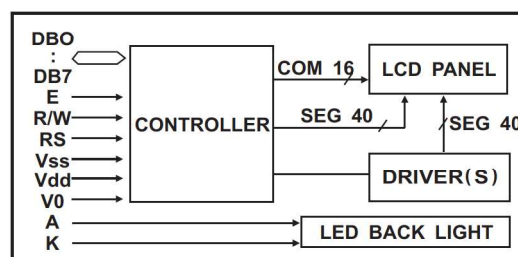 DBO
:
DB7
E
R/W
RS
Vss
Vdd
V0
A
K
CONTROLLER
COM 16
SEG 40
LCD PANEL
SEG 40
DRIVER(S)
LED BACK LIGHT